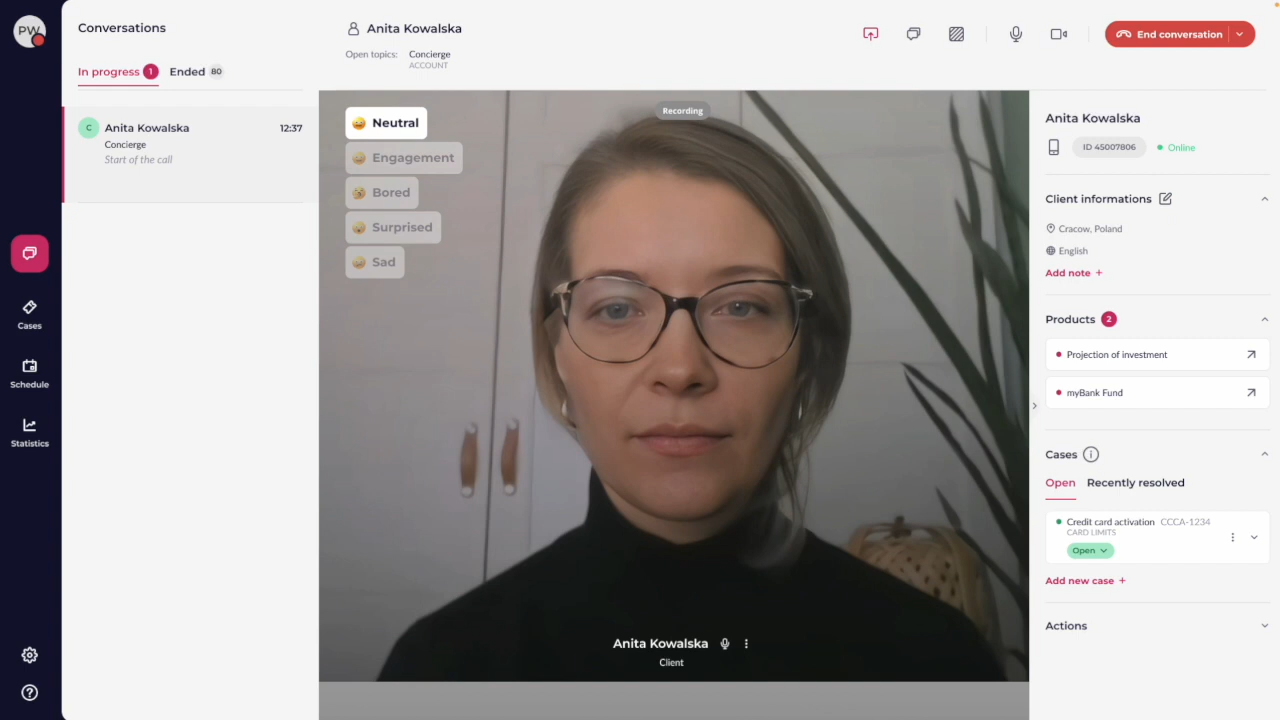 PW
Cases
Schedule
Statistics
Conversations
In progress 1 Ended 80
C Anita Kowalska 12:37
Concierge
Start of the call
Anita Kowalska
Open topics: Concierge
ACCOUNT
End conversation
Recording
Neutral
Engagement
Bored
Surprised
Sad
Anita Kowalska
Client
Anita Kowalska
ID 45007806 Online
Client informations
Cracow, Poland
English
Add note +
Products 2
Projection of investment
myBank Fund
Cases i
Open Recently resolved
Credit card activation CCCA-1234
CARD LIMITS
Open
Add new case +
Actions